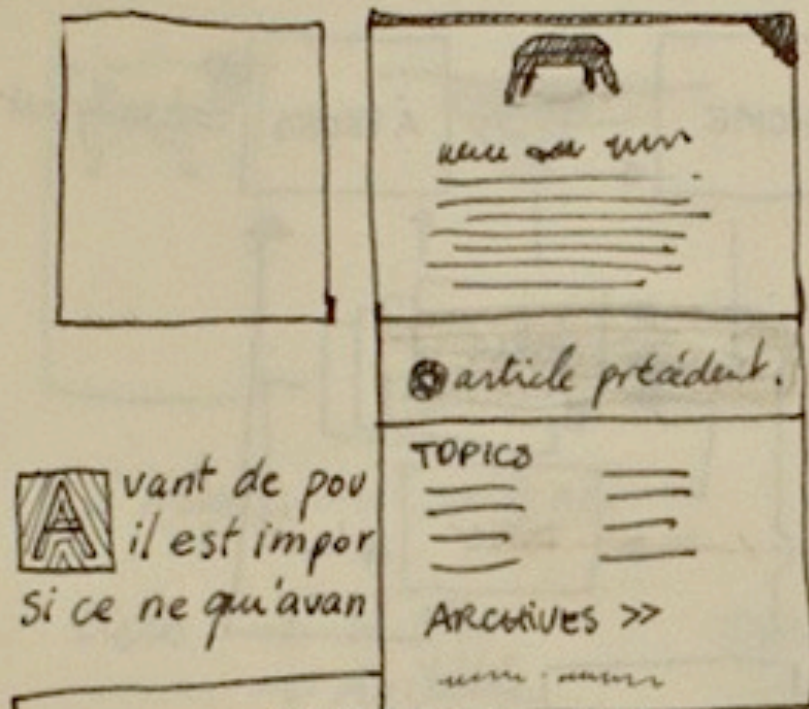 article précédent.
TOPICS
Avant de pou
il est impor
si ce ne qu'avan
ARCHIVES >>